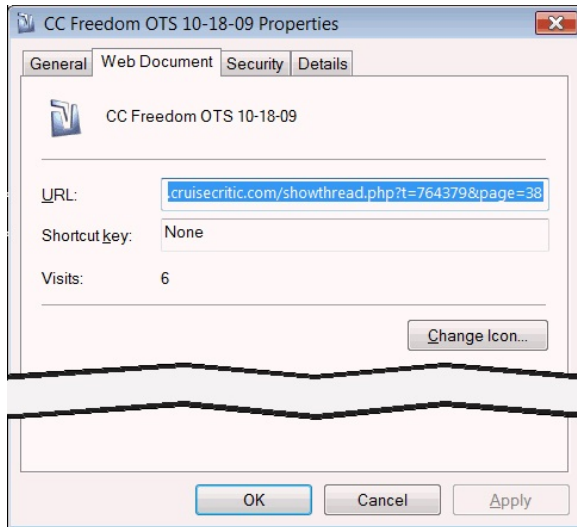 CC Freedom OTS 10-18-09 Properties
General Web Document Security Details
CC Freedom OTS 10-18-09
URL: .cruisecritic.com/showthread.php?t=764379&page=38
Shortcut key: None
Visits: 6
Change Icon...
OK Cancel Apply